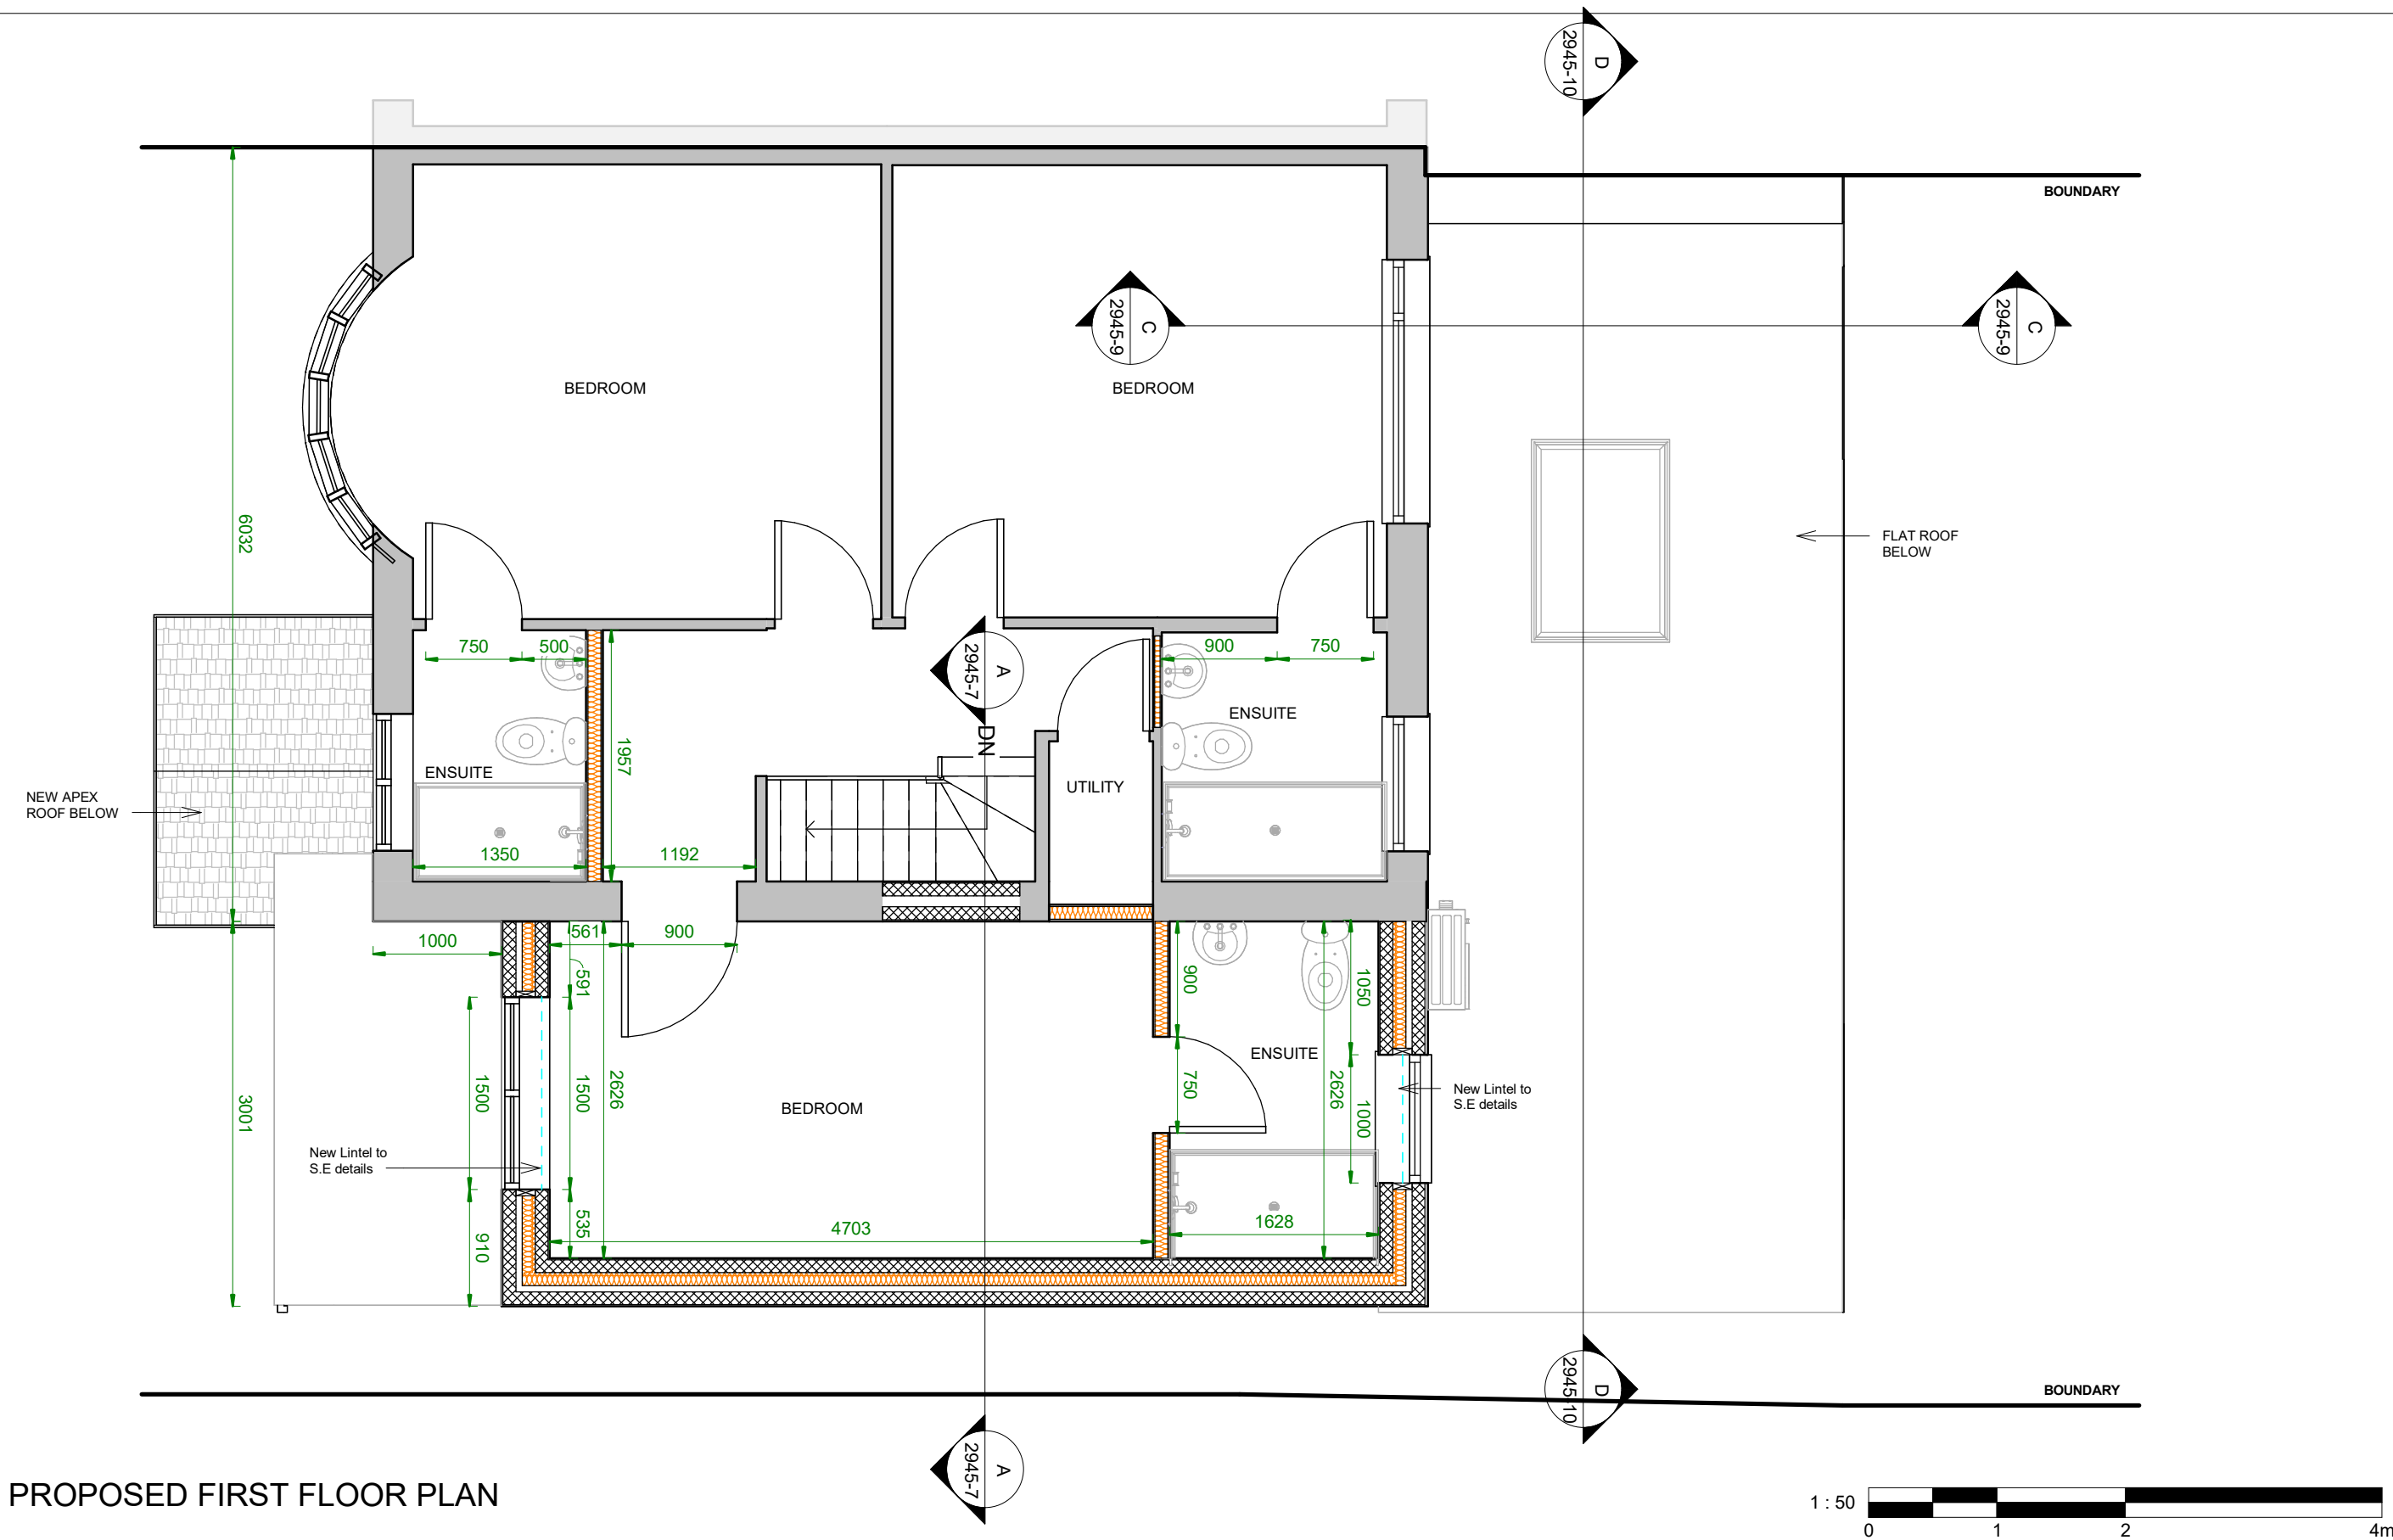 D
2945-10
BOUNDARY
C
2945-9
C
2945-9
BEDROOM
BEDROOM
6032
FLAT ROOF
BELOW
750
500
A
2945-7
900
750
ENSUITE
DN
1957
ENSUITE
UTILITY
NEW APEX
ROOF BELOW
1350
1192
1000
561
900
591
900
1050
1500
1500
2626
750
ENSUITE
2626
1000
New Lintel to
S.E details
BEDROOM
3001
New Lintel to
S.E details
535
910
4703
1628
D
2945-10
BOUNDARY
A
2945-7
PROPOSED FIRST FLOOR PLAN
1 : 50
0 1 2 4m